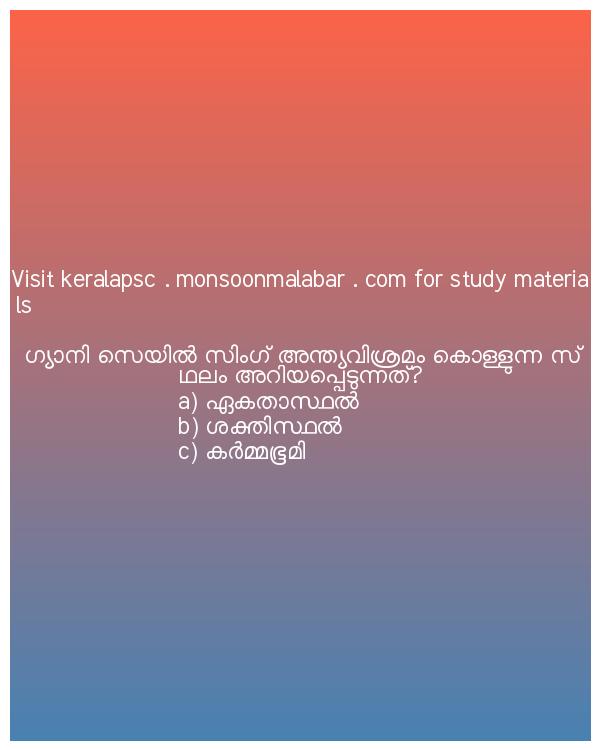 Visit keralapsc . monsoonmalabar . com for study materia
ls
ഗ്യാനി സെയിൽ സിംഗ് അന്ത്യവിശ്രമം കൊള്ളുന്ന സ്
ഥലം അറിയപ്പെടുന്നത്?
a) ഏകതാസ്ഥൽ
b) ശക്തിസ്ഥൽ
c) കർമ്മഭൂമി